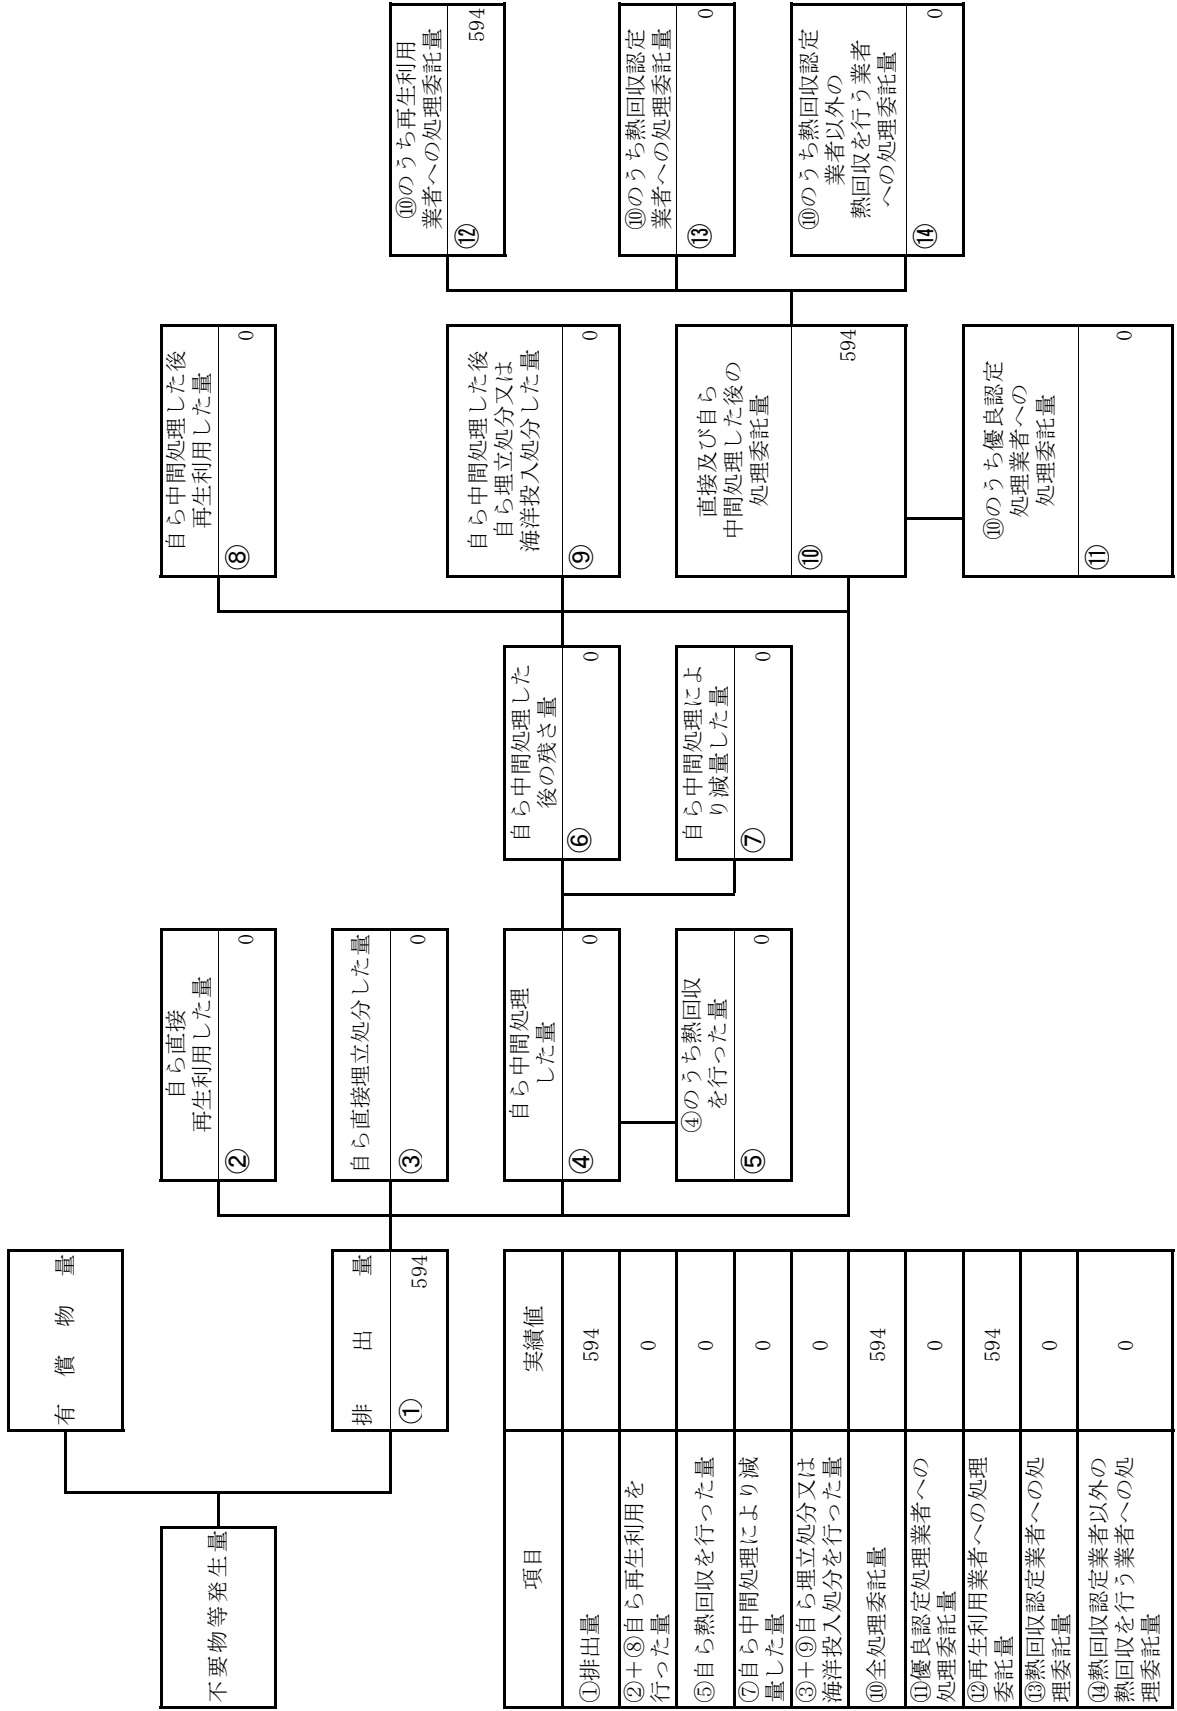 不要物等発生量
有償物量
排出量
① 594
自ら直接
再生利用した量
② 0
自ら直接埋立処分した量
③ 0
自ら中間処理
した量
④ 0
④のうち熱回収
を行った量
⑤ 0
自ら中間処理した
後の残さ量
⑥ 0
自ら中間処理によ
り減量した量
⑦ 0
自ら中間処理した後
再生利用した量
⑧ 0
自ら中間処理した後
自ら埋立処分又は
海洋投入処分した量
⑨ 0
直接及び自ら
中間処理した後の
処理委託量
⑩ 594
⑩のうち優良認定
処理業者への
処理委託量
⑪ 0
⑩のうち再生利用
業者への処理委託量
⑫ 594
⑩のうち熱回収認定
業者への処理委託量
⑬ 0
⑩のうち熱回収認定
業者以外の
熱回収を行う業者
への処理委託量
⑭ 0
項目 実績値
①排出量 594
②+⑧自ら再生利用を
行った量 0
⑤自ら熱回収を行った量 0
⑦自ら中間処理により減
量した量 0
③+⑨自ら埋立処分又は
海洋投入処分を行った量 0
⑩全処理委託量 594
⑪優良認定処理業者への
処理委託量 0
⑫再生利用業者への処理
委託量 594
⑬熱回収認定業者への処
理委託量 0
⑭熱回収認定業者以外の
熱回収を行う業者への処
理委託量 0